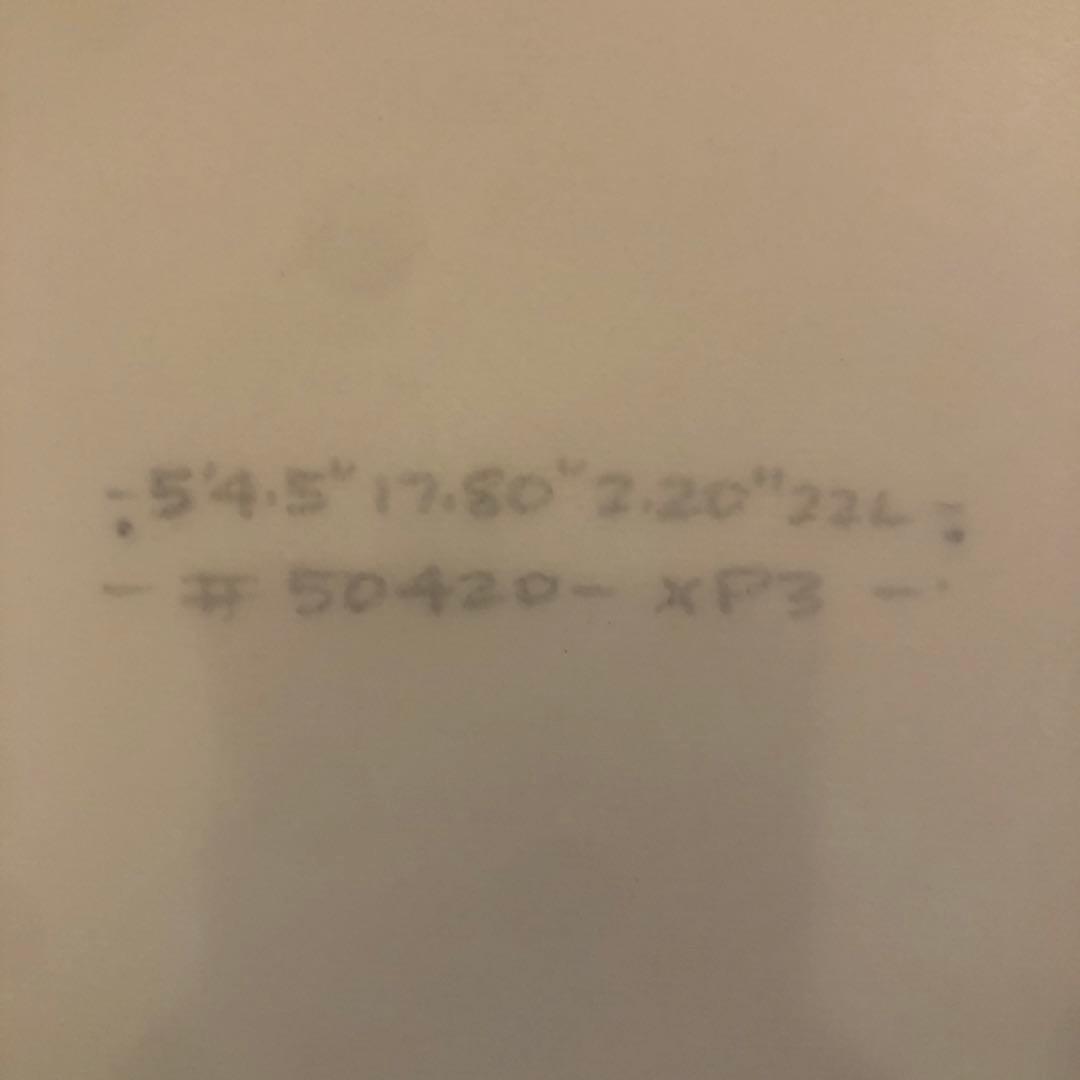 - 5'4.5" 17.80" 2.20" 22L -
- # 50420- XP3 -